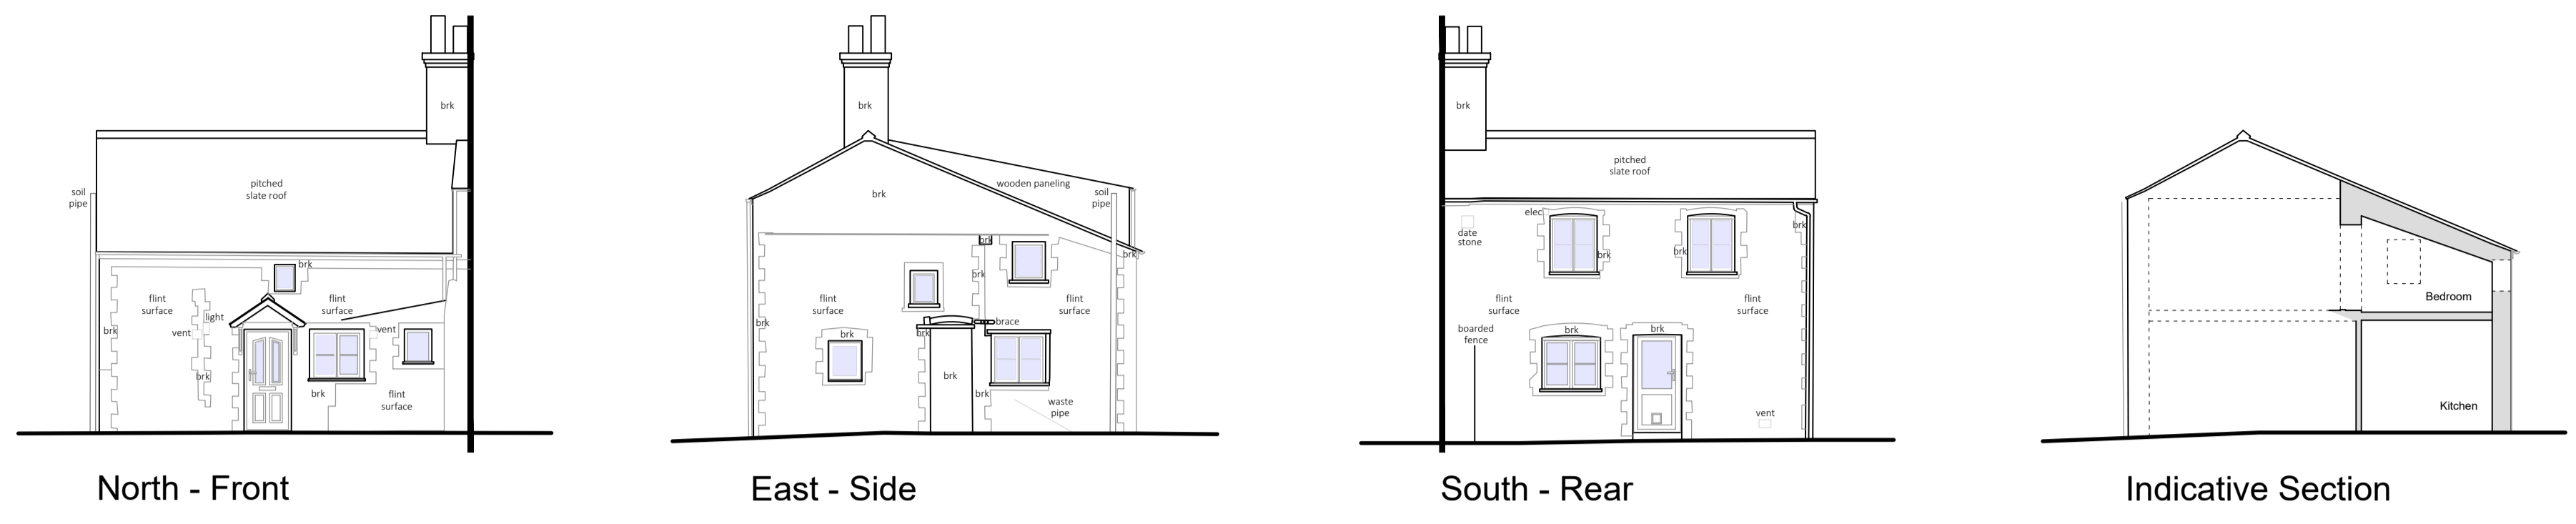 brk
pitched
slate roof
soil
pipe
brk
flint
surface
flint
surface
light
vent
brk
vent
brk
brk
flint
surface
North - Front
brk
wooden paneling
brk
soil
pipe
brk
brk
brk
flint
surface
flint
surface
brk
brace
brk
brk
brk
brk
waste
pipe
East - Side
brk
pitched
slate roof
elec
date
stone
brk
brk
brk
flint
surface
flint
surface
boarded
fence
brk
brk
vent
South - Rear
Bedroom
Kitchen
Indicative Section